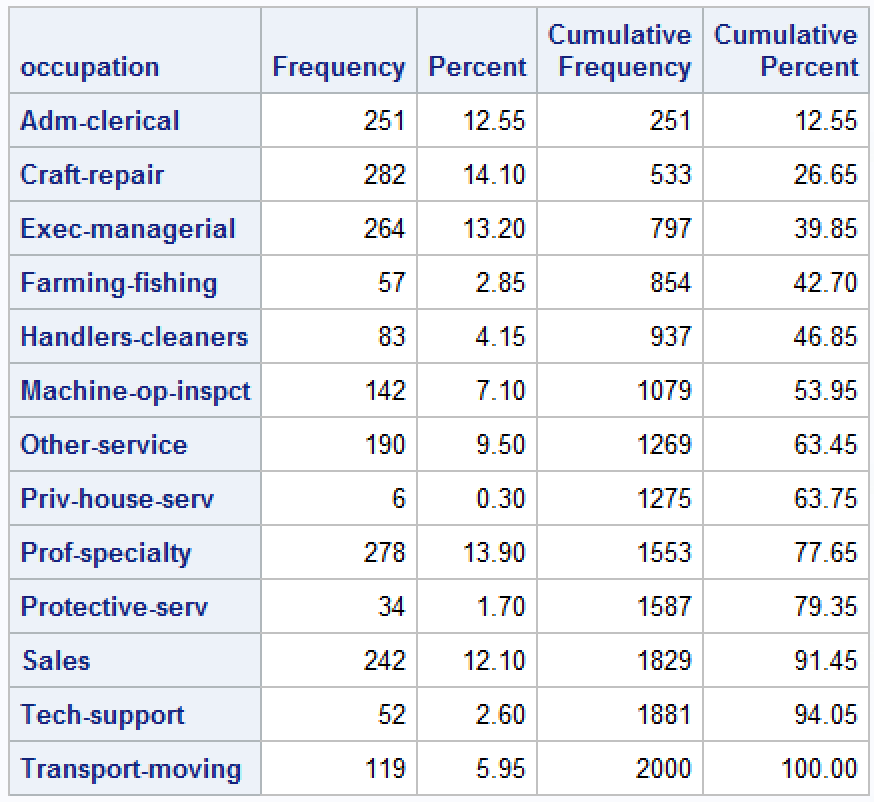 occupation Frequency Percent Cumulative Frequency Cumulative Percent
Adm-clerical 251 12.55 251 12.55
Craft-repair 282 14.10 533 26.65
Exec-managerial 264 13.20 797 39.85
Farming-fishing 57 2.85 854 42.70
Handlers-cleaners 83 4.15 937 46.85
Machine-op-inspct 142 7.10 1079 53.95
Other-service 190 9.50 1269 63.45
Priv-house-serv 6 0.30 1275 63.75
Prof-specialty 278 13.90 1553 77.65
Protective-serv 34 1.70 1587 79.35
Sales 242 12.10 1829 91.45
Tech-support 52 2.60 1881 94.05
Transport-moving 119 5.95 2000 100.00